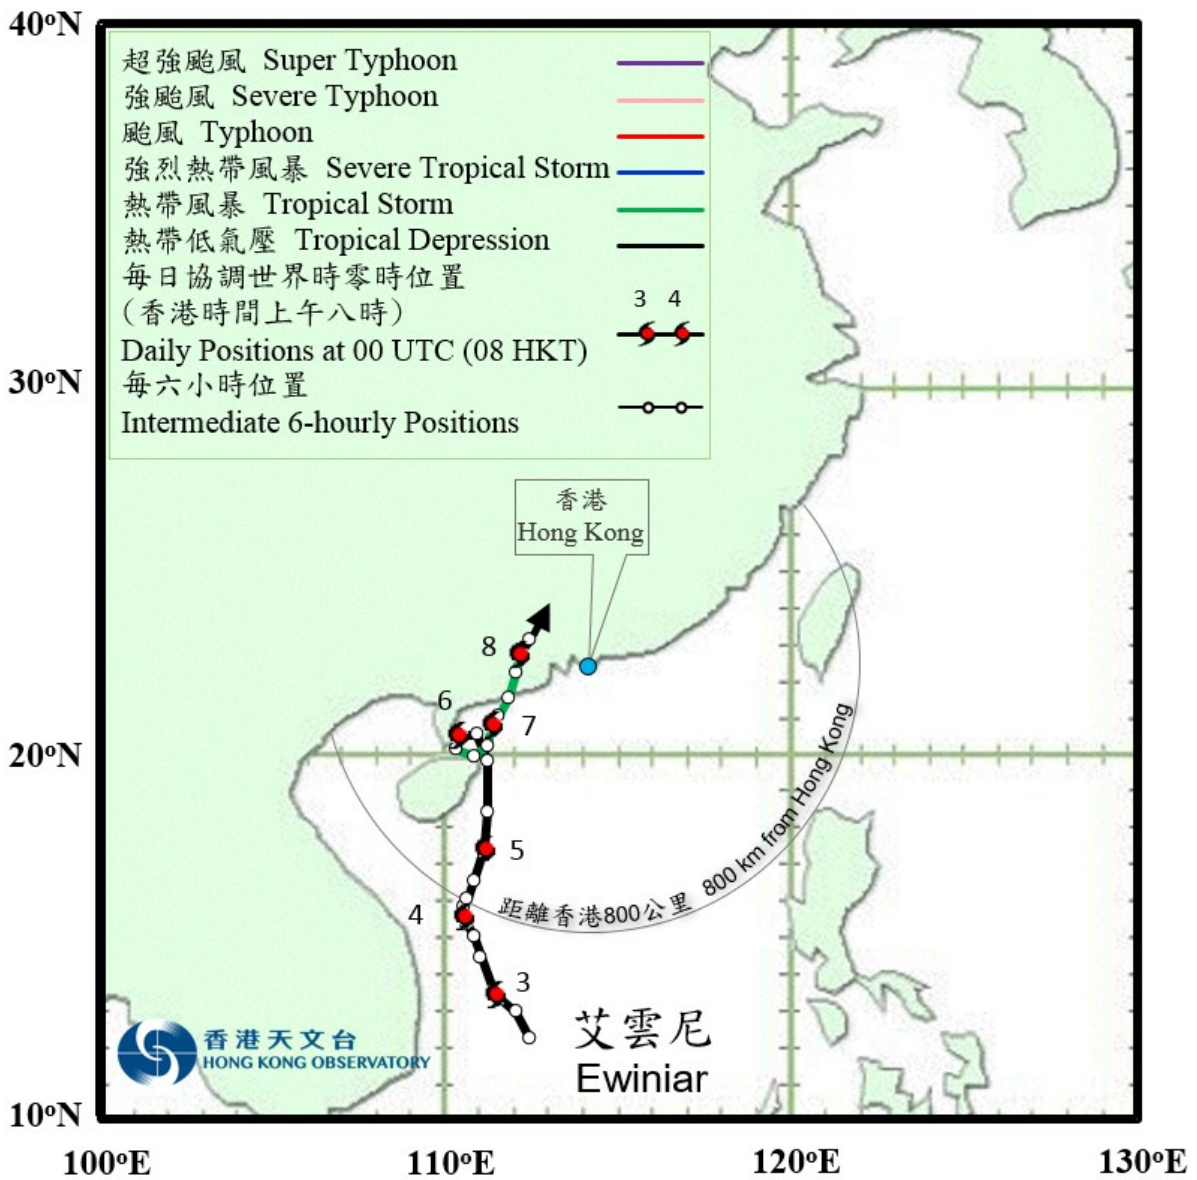 40°N
超強颱風 Super Typhoon
強颱風 Severe Typhoon
颱風 Typhoon
強烈熱帶風暴 Severe Tropical Storm
熱帶風暴 Tropical Storm
熱帶低氣壓 Tropical Depression
每日協調世界時零時位置
(香港時間上午八時)
3 4
Daily Positions at 00 UTC (08 HKT)
每六小時位置
Intermediate 6-hourly Positions
30°N
香港
Hong Kong
8
6
7
20°N
5
4
距離香港800公里 800 km from Hong Kong
3
艾雲尼
Ewiniar
香港天文台
HONG KONG OBSERVATORY
10°N
100°E
110°E
120°E
130°E